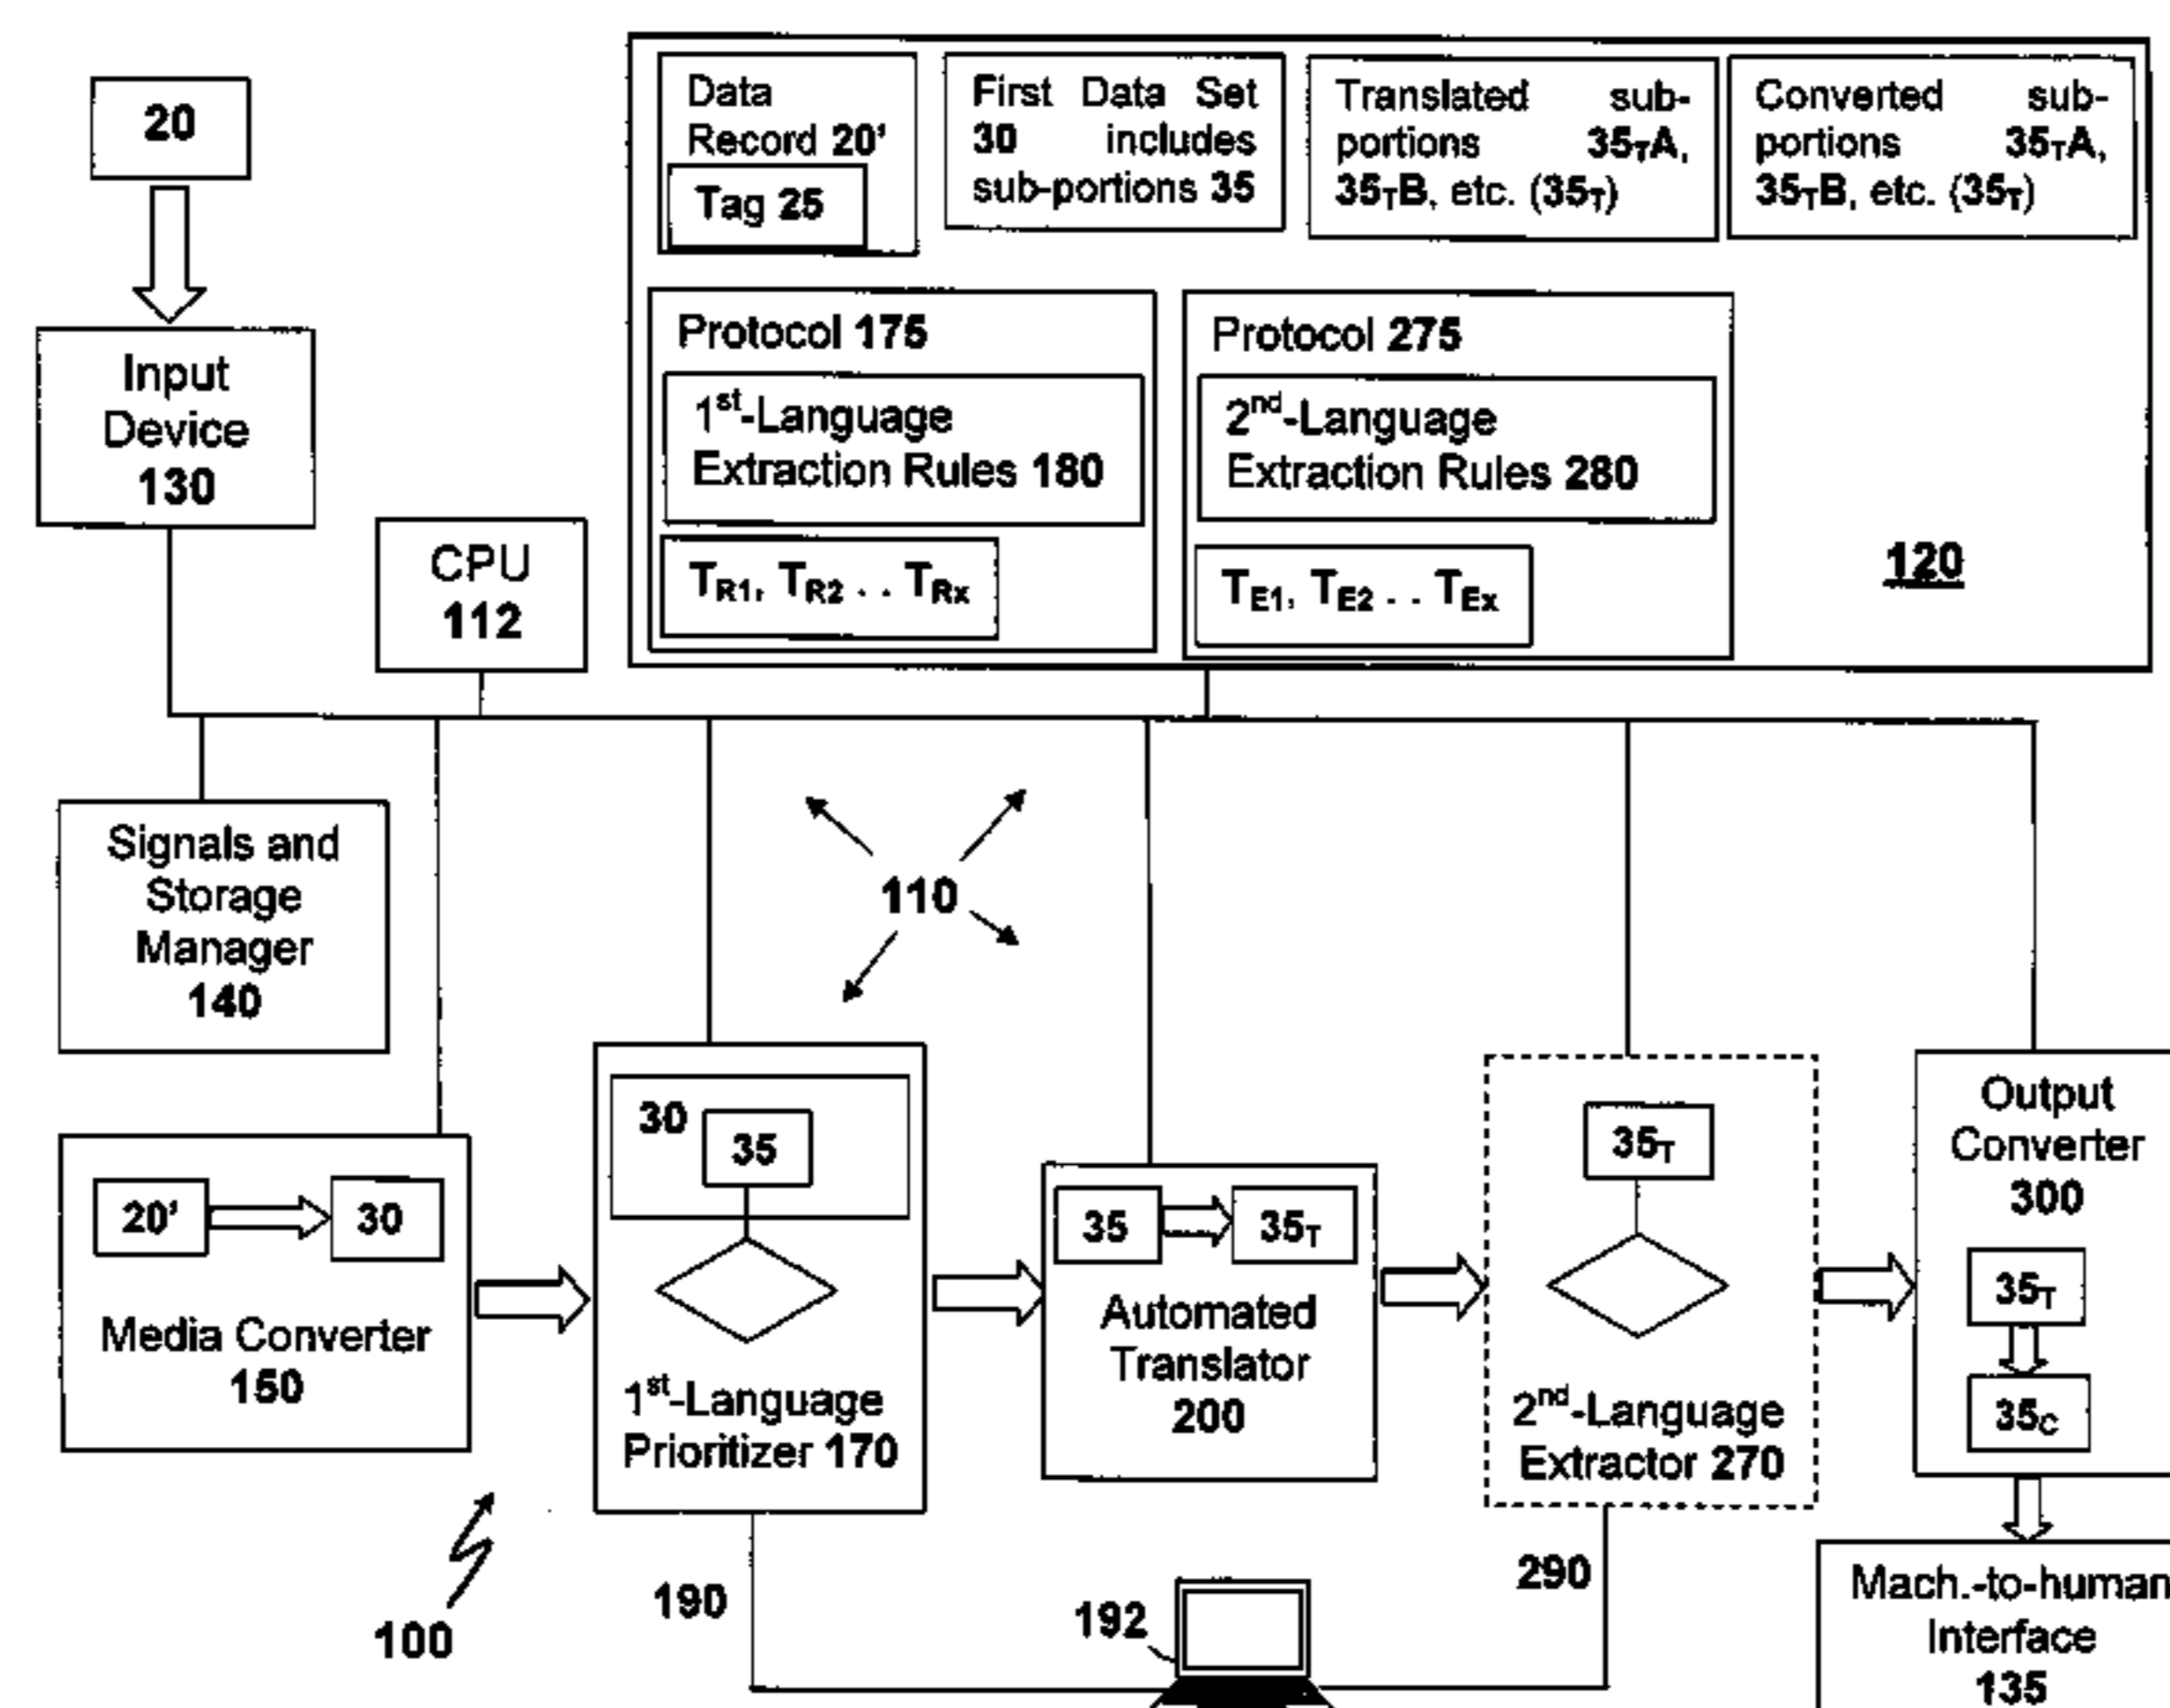 20
Input
Device
130
CPU
112
Data
Record 20'
Tag 25
First Data Set
30 includes
sub-portions 35
Translated sub-
portions 35TA,
35TB, etc. (35T)
Converted sub-
portions 35TA,
35TB, etc. (35T)
Protocol 175
1st-Language
Extraction Rules 180
TR1, TR2 . . TRx
Protocol 275
2nd-Language
Extraction Rules 280
TE1, TE2 . . TEx
120
Signals and
Storage
Manager
140
110
20' 30
Media Converter
150
30
35
1st-Language
Prioritizer 170
35 35T
Automated
Translator
200
35T
2nd-Language
Extractor 270
Output
Converter
300
35T
35C
100
190
192
290
Mach.-to-human
Interface
135